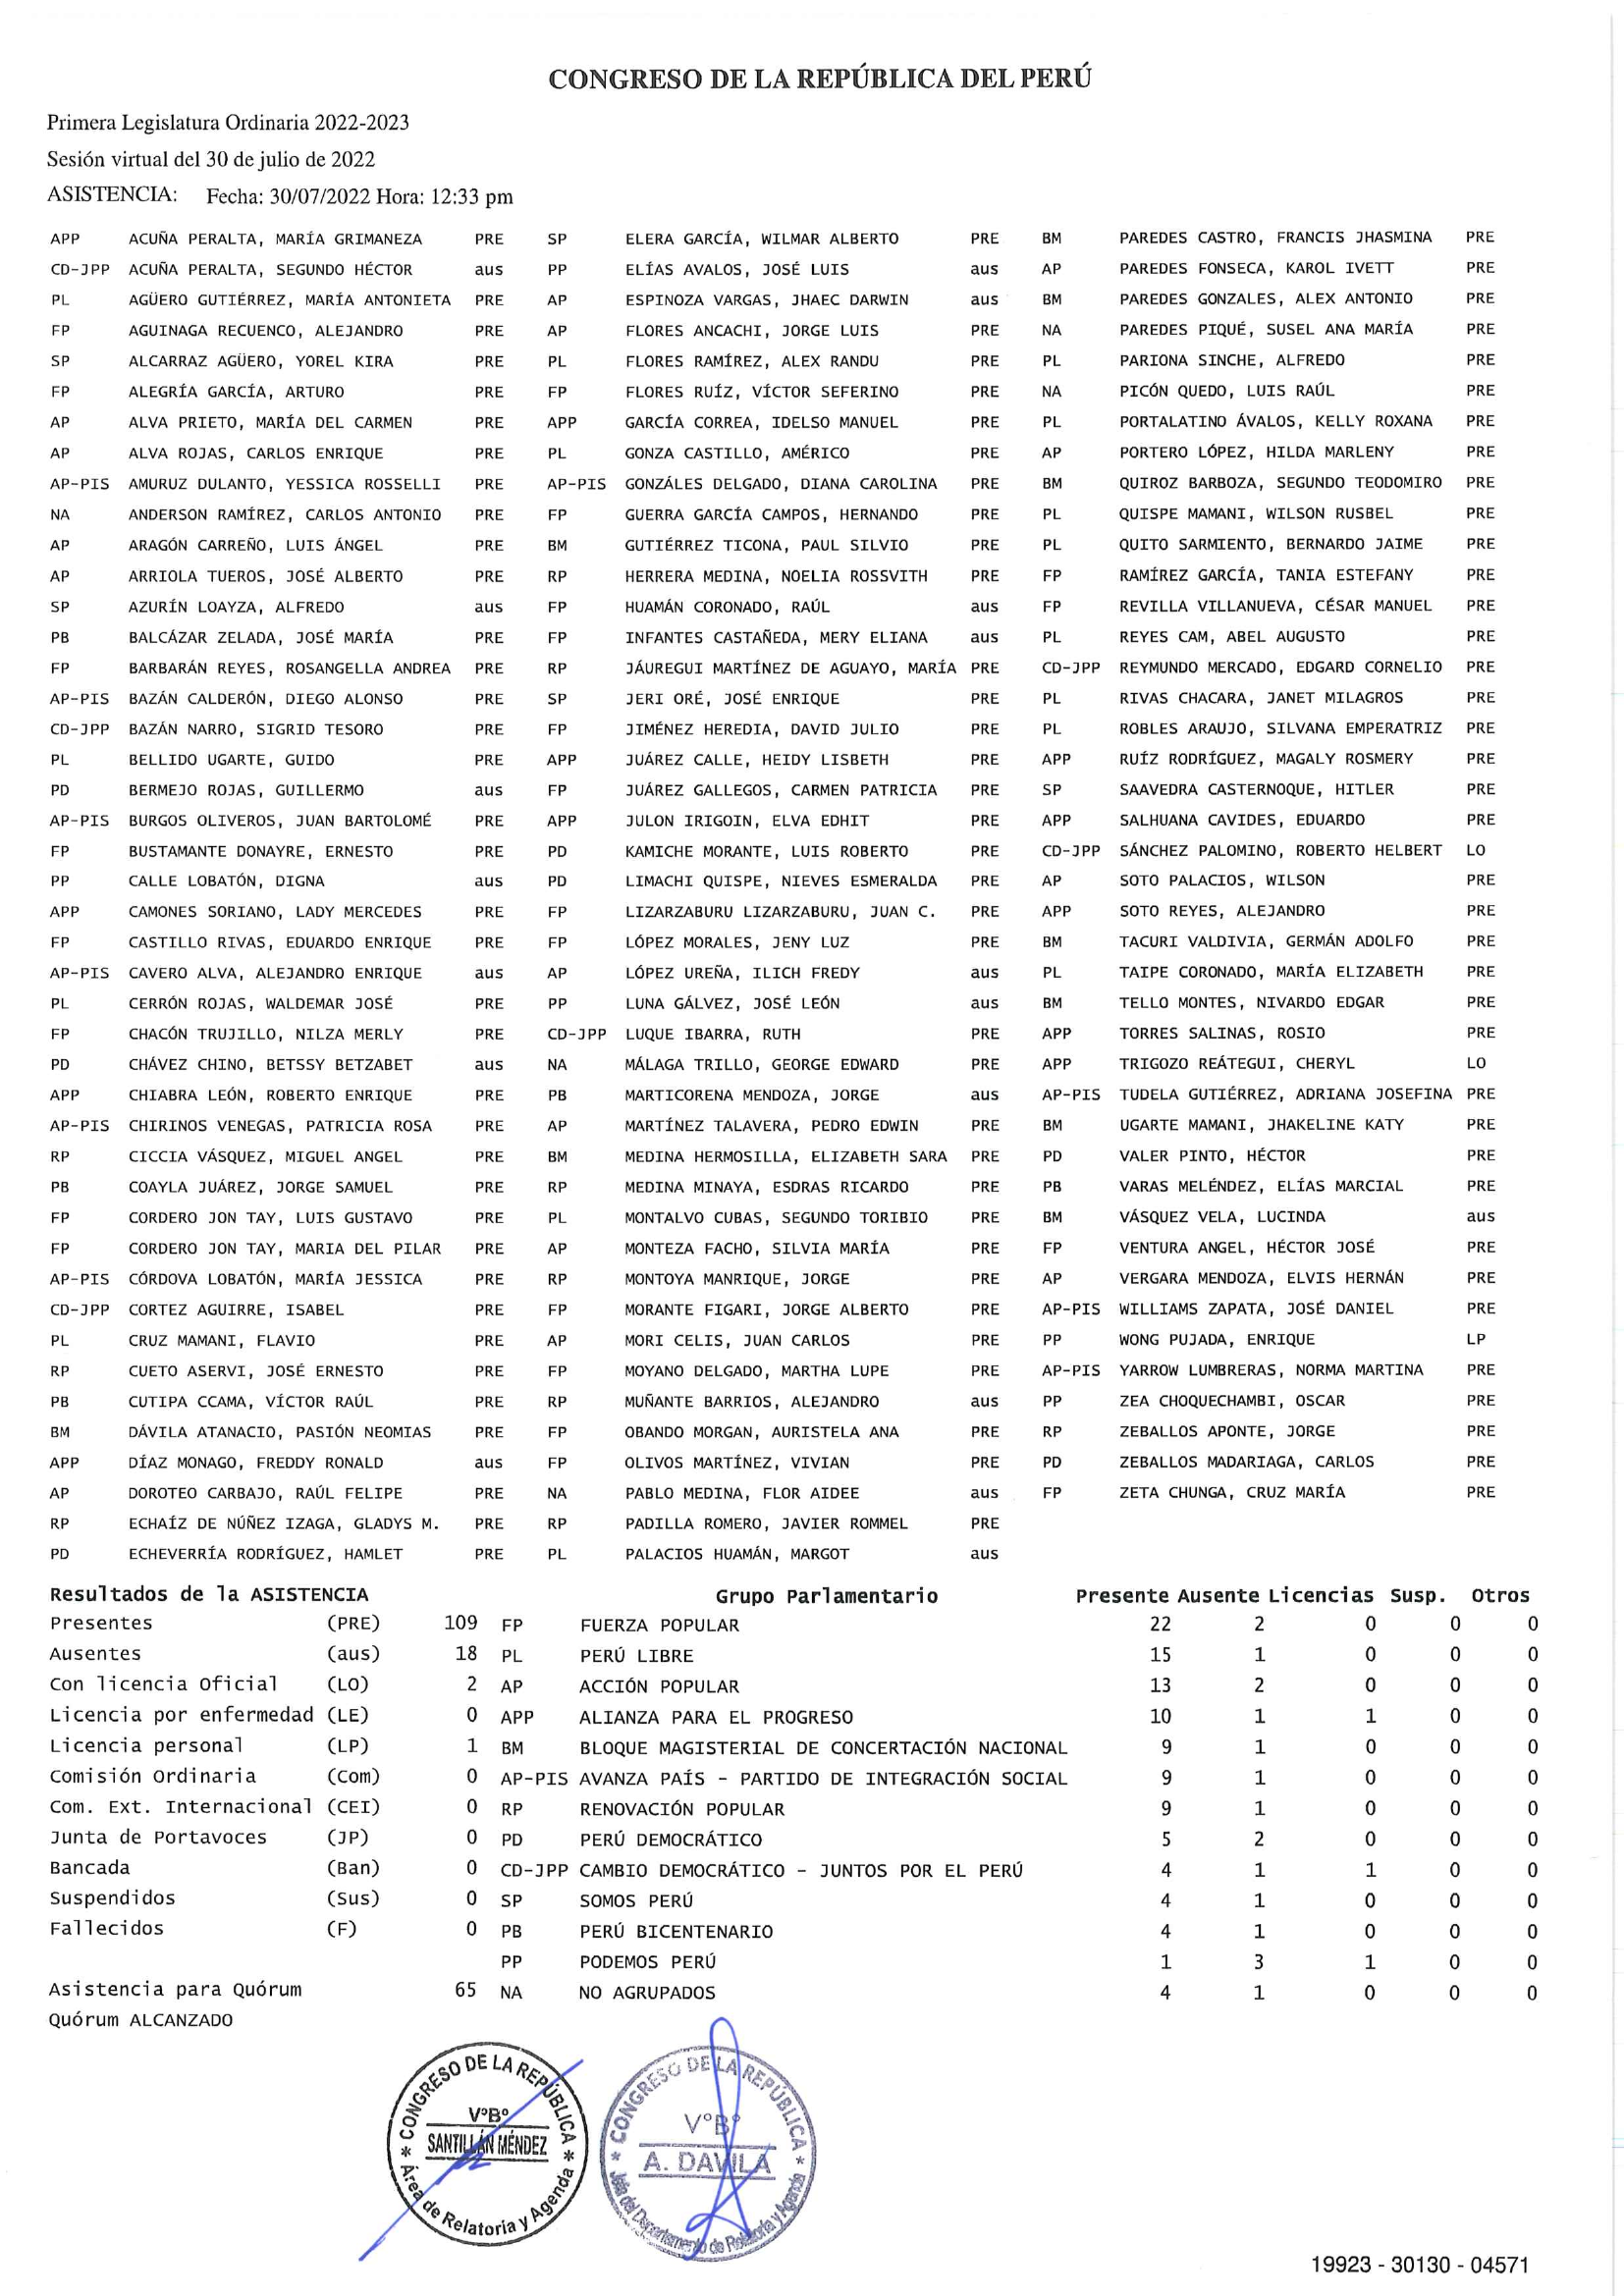 CONGRESO DE LA REPÚBLICA DEL PERÚ
Primera Legislatura Ordinaria 2022-2023
Sesión virtual del 30 de julio de 2022
ASISTENCIA: Fecha: 30/07/2022 Hora: 12:33 pm
APP ACUÑA PERALTA, MARÍA GRIMANEZA PRE SP ELERA GARCÍA, WILMAR ALBERTO PRE BM PAREDES CASTRO, FRANCIS JHASMINA PRE
CD-JPP ACUÑA PERALTA, SEGUNDO HÉCTOR aus PP ELÍAS AVALOS, JOSÉ LUIS aus AP PAREDES FONSECA, KAROL IVETT PRE
PL AGÜERO GUTIÉRREZ, MARÍA ANTONIETA PRE AP ESPINOZA VARGAS, JHAEC DARWIN aus BM PAREDES GONZALES, ALEX ANTONIO PRE
FP AGUINAGA RECUENCO, ALEJANDRO PRE AP FLORES ANCACHI, JORGE LUIS PRE NA PAREDES PIQUÉ, SUSEL ANA MARÍA PRE
SP ALCARRAZ AGÜERO, YOREL KIRA PRE PL FLORES RAMÍREZ, ALEX RANDU PRE PL PARIONA SINCHE, ALFREDO PRE
FP ALEGRÍA GARCÍA, ARTURO PRE FP FLORES RUÍZ, VÍCTOR SEFERINO PRE NA PICÓN QUEDO, LUIS RAÚL PRE
AP ALVA PRIETO, MARÍA DEL CARMEN PRE APP GARCÍA CORREA, IDELSO MANUEL PRE PL PORTALATINO ÁVALOS, KELLY ROXANA PRE
AP ALVA ROJAS, CARLOS ENRIQUE PRE PL GONZA CASTILLO, AMÉRICO PRE AP PORTERO LÓPEZ, HILDA MARLENY PRE
AP-PIS AMURUZ DULANTO, YESSICA ROSSELLI PRE AP-PIS GONZÁLES DELGADO, DIANA CAROLINA PRE BM QUIROZ BARBOZA, SEGUNDO TEODOMIRO PRE
NA ANDERSON RAMÍREZ, CARLOS ANTONIO PRE FP GUERRA GARCÍA CAMPOS, HERNANDO PRE PL QUISPE MAMANI, WILSON RUSBEL PRE
AP ARAGÓN CARREÑO, LUIS ÁNGEL PRE BM GUTIÉRREZ TICONA, PAUL SILVIO PRE PL QUITO SARMIENTO, BERNARDO JAIME PRE
AP ARRIOLA TUEROS, JOSÉ ALBERTO PRE RP HERRERA MEDINA, NOELIA ROSSVITH PRE FP RAMÍREZ GARCÍA, TANIA ESTEFANY PRE
SP AZURÍN LOAYZA, ALFREDO aus FP HUAMÁN CORONADO, RAÚL aus FP REVILLA VILLANUEVA, CÉSAR MANUEL PRE
PB BALCÁZAR ZELADA, JOSÉ MARÍA PRE FP INFANTES CASTAÑEDA, MERY ELIANA aus PL REYES CAM, ABEL AUGUSTO PRE
FP BARBARÁN REYES, ROSANGELLA ANDREA PRE RP JÁUREGUI MARTÍNEZ DE AGUAYO, MARÍA PRE CD-JPP REYMUNDO MERCADO, EDGARD CORNELIO PRE
AP-PIS BAZÁN CALDERÓN, DIEGO ALONSO PRE SP JERI ORÉ, JOSÉ ENRIQUE PRE PL RIVAS CHACARA, JANET MILAGROS PRE
CD-JPP BAZÁN NARRO, SIGRID TESORO PRE FP JIMÉNEZ HEREDIA, DAVID JULIO PRE PL ROBLES ARAUJO, SILVANA EMPERATRIZ PRE
PL BELLIDO UGARTE, GUIDO PRE APP JUÁREZ CALLE, HEIDY LISBETH PRE APP RUÍZ RODRÍGUEZ, MAGALY ROSMERY PRE
PD BERMEJO ROJAS, GUILLERMO aus FP JUÁREZ GALLEGOS, CARMEN PATRICIA PRE SP SAAVEDRA CASTERNOQUE, HITLER PRE
AP-PIS BURGOS OLIVEROS, JUAN BARTOLOMÉ PRE APP JULON IRIGOIN, ELVA EDHIT PRE APP SALHUANA CAVIDES, EDUARDO PRE
FP BUSTAMANTE DONAYRE, ERNESTO PRE PD KAMICHE MORANTE, LUIS ROBERTO PRE CD-JPP SÁNCHEZ PALOMINO, ROBERTO HELBERT LO
PP CALLE LOBATÓN, DIGNA aus PD LIMACHI QUISPE, NIEVES ESMERALDA PRE AP SOTO PALACIOS, WILSON PRE
APP CAMONES SORIANO, LADY MERCEDES PRE FP LIZARZABURU LIZARZABURU, JUAN C. PRE APP SOTO REYES, ALEJANDRO PRE
FP CASTILLO RIVAS, EDUARDO ENRIQUE PRE FP LÓPEZ MORALES, JENY LUZ PRE BM TACURI VALDIVIA, GERMÁN ADOLFO PRE
AP-PIS CAVERO ALVA, ALEJANDRO ENRIQUE aus AP LÓPEZ UREÑA, ILICH FREDY aus PL TAIPE CORONADO, MARÍA ELIZABETH PRE
PL CERRÓN ROJAS, WALDEMAR JOSÉ PRE PP LUNA GÁLVEZ, JOSÉ LEÓN aus BM TELLO MONTES, NIVARDO EDGAR PRE
FP CHACÓN TRUJILLO, NILZA MERLY PRE CD-JPP LUQUE IBARRA, RUTH PRE APP TORRES SALINAS, ROSIO PRE
PD CHÁVEZ CHINO, BETSSY BETZABET aus NA MÁLAGA TRILLO, GEORGE EDWARD PRE APP TRIGOZO REÁTEGUI, CHERYL LO
APP CHIABRA LEÓN, ROBERTO ENRIQUE PRE PB MARTICORENA MENDOZA, JORGE aus AP-PIS TUDELA GUTIÉRREZ, ADRIANA JOSEFINA PRE
AP-PIS CHIRINOS VENEGAS, PATRICIA ROSA PRE AP MARTÍNEZ TALAVERA, PEDRO EDWIN PRE BM UGARTE MAMANI, JHAKELINE KATY PRE
RP CICCIA VÁSQUEZ, MIGUEL ANGEL PRE BM MEDINA HERMOSILLA, ELIZABETH SARA PRE PD VALER PINTO, HÉCTOR PRE
PB COAYLA JUÁREZ, JORGE SAMUEL PRE RP MEDINA MINAYA, ESDRAS RICARDO PRE PB VARAS MELÉNDEZ, ELÍAS MARCIAL PRE
FP CORDERO JON TAY, LUIS GUSTAVO PRE PL MONTALVO CUBAS, SEGUNDO TORIBIO PRE BM VÁSQUEZ VELA, LUCINDA aus
FP CORDERO JON TAY, MARIA DEL PILAR PRE AP MONTEZA FACHO, SILVIA MARÍA PRE FP VENTURA ANGEL, HÉCTOR JOSÉ PRE
AP-PIS CÓRDOVA LOBATÓN, MARÍA JESSICA PRE RP MONTOYA MANRIQUE, JORGE PRE AP VERGARA MENDOZA, ELVIS HERNÁN PRE
CD-JPP CORTEZ AGUIRRE, ISABEL PRE FP MORANTE FIGARI, JORGE ALBERTO PRE AP-PIS WILLIAMS ZAPATA, JOSÉ DANIEL PRE
PL CRUZ MAMANI, FLAVIO PRE AP MORI CELIS, JUAN CARLOS PRE PP WONG PUJADA, ENRIQUE LP
RP CUETO ASERVI, JOSÉ ERNESTO PRE FP MOYANO DELGADO, MARTHA LUPE PRE AP-PIS YARROW LUMBRERAS, NORMA MARTINA PRE
PB CUTIPA CCAMA, VÍCTOR RAÚL PRE RP MUÑANTE BARRIOS, ALEJANDRO aus PP ZEA CHOQUECHAMBI, OSCAR PRE
BM DÁVILA ATANACIO, PASIÓN NEOMIAS PRE FP OBANDO MORGAN, AURISTELA ANA PRE RP ZEBALLOS APONTE, JORGE PRE
APP DÍAZ MONAGO, FREDDY RONALD aus FP OLIVOS MARTÍNEZ, VIVIAN PRE PD ZEBALLOS MADARIAGA, CARLOS PRE
AP DOROTEO CARBAJO, RAÚL FELIPE PRE NA PABLO MEDINA, FLOR AIDEE aus FP ZETA CHUNGA, CRUZ MARÍA PRE
RP ECHAÍZ DE NÚÑEZ IZAGA, GLADYS M. PRE RP PADILLA ROMERO, JAVIER ROMMEL PRE
PD ECHEVERRÍA RODRÍGUEZ, HAMLET PRE PL PALACIOS HUAMÁN, MARGOT aus
Resultados de la ASISTENCIA Grupo Parlamentario Presente Ausente Licencias Susp. Otros
Presentes (PRE) 109 FP FUERZA POPULAR 22 2 0 0 0
Ausentes (aus) 18 PL PERÚ LIBRE 15 1 0 0 0
Con licencia Oficial (LO) 2 AP ACCIÓN POPULAR 13 2 0 0 0
Licencia por enfermedad (LE) 0 APP ALIANZA PARA EL PROGRESO 10 1 1 0 0
Licencia personal (LP) 1 BM BLOQUE MAGISTERIAL DE CONCERTACIÓN NACIONAL 9 1 0 0 0
Comisión Ordinaria (Com) 0 AP-PIS AVANZA PAÍS - PARTIDO DE INTEGRACIÓN SOCIAL 9 1 0 0 0
Com. Ext. Internacional (CEI) 0 RP RENOVACIÓN POPULAR 9 1 0 0 0
Junta de Portavoces (JP) 0 PD PERÚ DEMOCRÁTICO 5 2 0 0 0
Bancada (Ban) 0 CD-JPP CAMBIO DEMOCRÁTICO - JUNTOS POR EL PERÚ 4 1 1 0 0
Suspendidos (Sus) 0 SP SOMOS PERÚ 4 1 0 0 0
Fallecidos (F) 0 PB PERÚ BICENTENARIO 4 1 0 0 0
PP PODEMOS PERÚ 1 3 1 0 0
Asistencia para Quórum 65 NA NO AGRUPADOS 4 1 0 0 0
Quórum ALCANZADO
CONGRESO DE LA REPÚBLICA
V°B°
SANTILLÁN MÉNDEZ
Área de Relatoría y Agenda
CONGRESO DE LA REPÚBLICA
V°B°
A. DAVILA
Jefa del Departamento de Relatoría y Agenda
19923 - 30130 - 04571